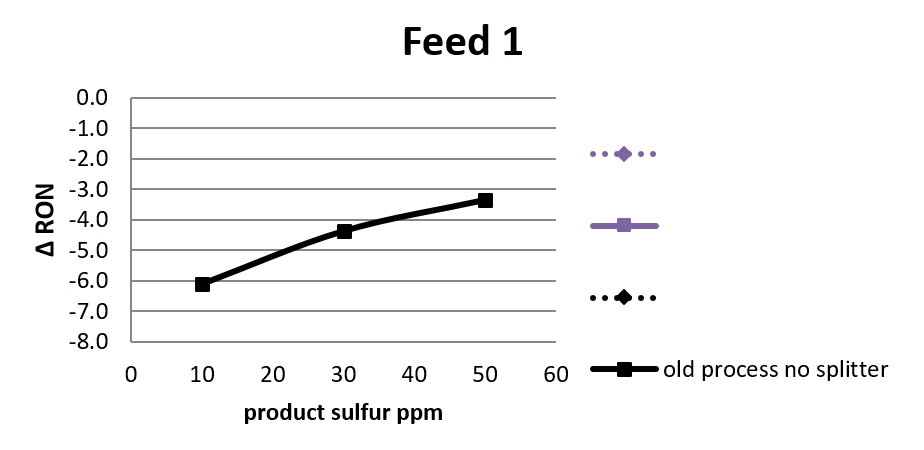 Feed 1
0.0
-1.0
-2.0
-3.0
-4.0
-5.0
-6.0
-7.0
-8.0
Δ RON
0 10 20 30 40 50 60
product sulfur ppm
old process no splitter